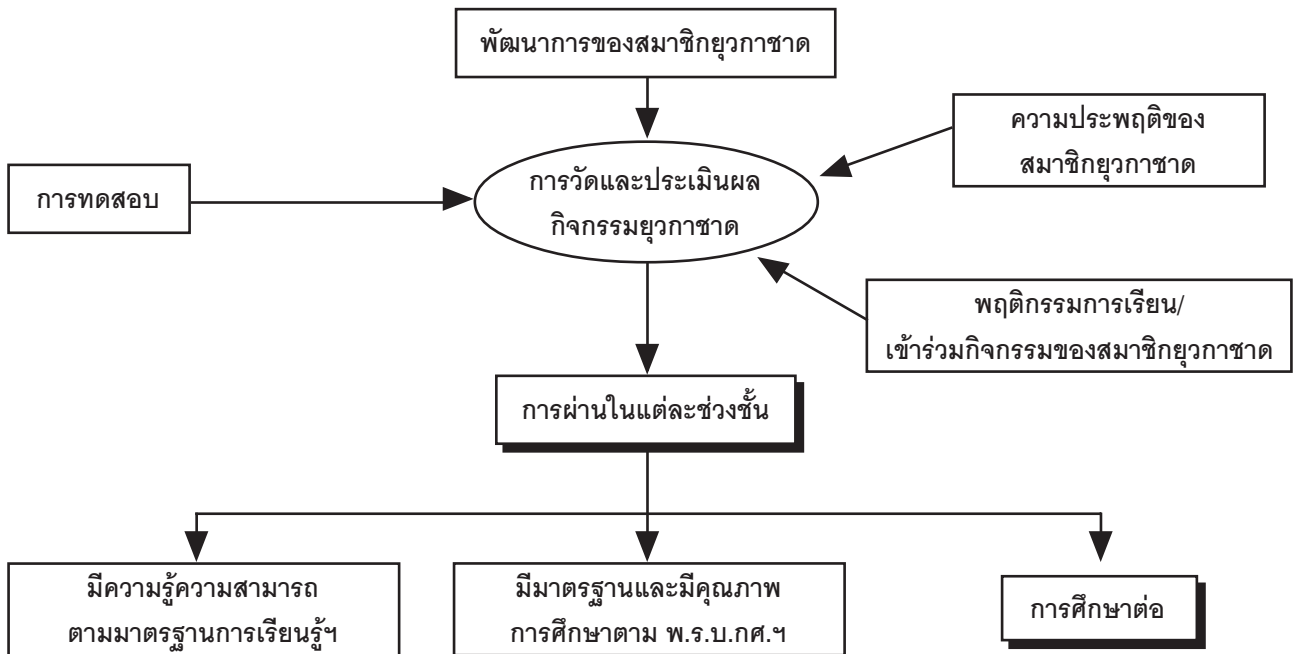 พัฒนาการของสมาชิกยุวกาชาด
ความประพฤติของ
สมาชิกยุวกาชาด
การทดสอบ
การวัดและประเมินผล
กิจกรรมยุวกาชาด
พฤติกรรมการเรียน/
เข้าร่วมกิจกรรมของสมาชิกยุวกาชาด
การผ่านในแต่ละช่วงชั้น
มีความรู้ความสามารถ
ตามมาตรฐานการเรียนรู้ฯ
มีมาตรฐานและมีคุณภาพ
การศึกษาตาม พ.ร.บ.กศ.ฯ
การศึกษาต่อ